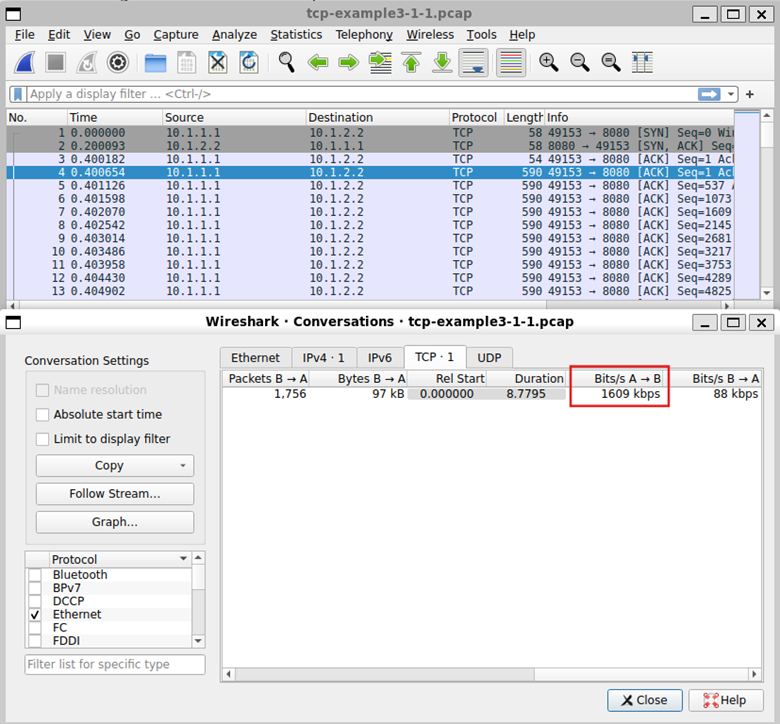 tcp-example3-1-1.pcap
File Edit View Go Capture Analyze Statistics Telephony Wireless Tools Help
Apply a display filter ... <Ctrl-/>
No. Time Source Destination Protocol Length Info
1 0.000000 10.1.1.1 10.1.2.2 TCP 58 49153 → 8080 [SYN] Seq=0 Wi
2 0.200093 10.1.2.2 10.1.1.1 TCP 58 8080 → 49153 [SYN, ACK] Seq=
3 0.400182 10.1.1.1 10.1.2.2 TCP 54 49153 → 8080 [ACK] Seq=1 Ac
4 0.400654 10.1.1.1 10.1.2.2 TCP 590 49153 → 8080 [ACK] Seq=1 Ac
5 0.401126 10.1.1.1 10.1.2.2 TCP 590 49153 → 8080 [ACK] Seq=537
6 0.401598 10.1.1.1 10.1.2.2 TCP 590 49153 → 8080 [ACK] Seq=1073
7 0.402070 10.1.1.1 10.1.2.2 TCP 590 49153 → 8080 [ACK] Seq=1609
8 0.402542 10.1.1.1 10.1.2.2 TCP 590 49153 → 8080 [ACK] Seq=2145
9 0.403014 10.1.1.1 10.1.2.2 TCP 590 49153 → 8080 [ACK] Seq=2681
10 0.403486 10.1.1.1 10.1.2.2 TCP 590 49153 → 8080 [ACK] Seq=3217
11 0.403958 10.1.1.1 10.1.2.2 TCP 590 49153 → 8080 [ACK] Seq=3753
12 0.404430 10.1.1.1 10.1.2.2 TCP 590 49153 → 8080 [ACK] Seq=4289
13 0.404902 10.1.1.1 10.1.2.2 TCP 590 49153 → 8080 [ACK] Seq=4825
Wireshark · Conversations · tcp-example3-1-1.pcap
Conversation Settings
Name resolution
Absolute start time
Limit to display filter
Copy
Follow Stream...
Graph...
Protocol
Bluetooth
BPv7
DCCP
Ethernet
FC
FDDI
Filter list for specific type
Ethernet IPv4 · 1 IPv6 TCP · 1 UDP
Packets B → A Bytes B → A Rel Start Duration Bits/s A → B Bits/s B → A
1,756 97 kB 0.000000 8.7795 1609 kbps 88 kbps
Close Help